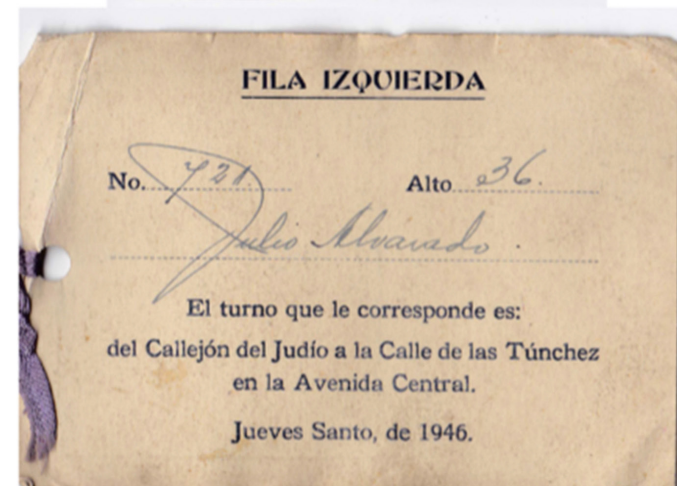 FILA IZQUIERDA
No. 721. Alto 36.
Julio Alvarado.
El turno que le corresponde es:
del Callejón del Judío a la Calle de las Túnchez
en la Avenida Central.
Jueves Santo, de 1946.